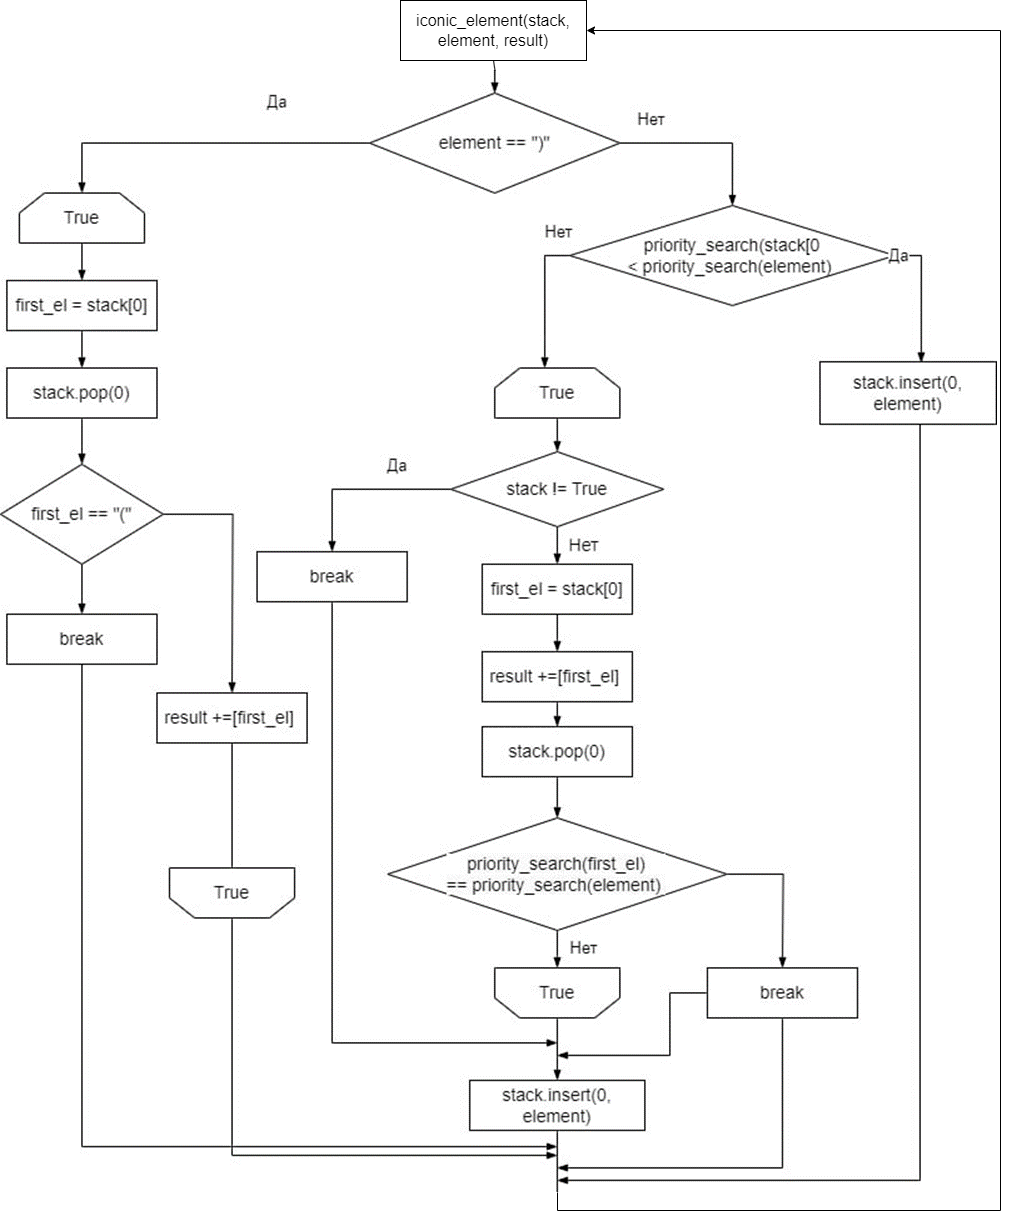 iconic_element(stack,
element, result)
Да
element == ")"
Нет
True
Нет
priority_search(stack[0
< priority_search(element)
Да
first_el = stack[0]
stack.pop(0)
True
stack.insert(0,
element)
Да
stack != True
first_el == "("
Нет
break
first_el = stack[0]
break
result +=[first_el]
result +=[first_el]
stack.pop(0)
priority_search(first_el)
== priority_search(element)
True
Нет
True
break
stack.insert(0,
element)